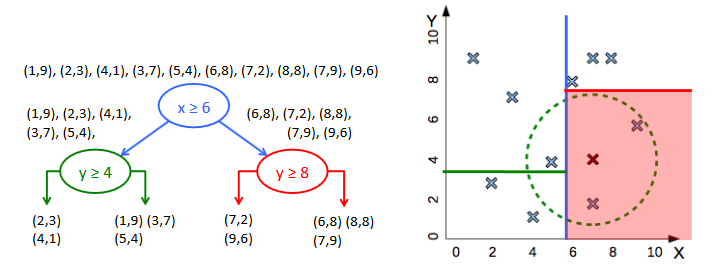 (1,9), (2,3), (4,1), (3,7), (5,4), (6,8), (7,2), (8,8), (7,9), (9,6)
x ≥ 6
(1,9), (2,3), (4,1),
(3,7), (5,4),
(6,8), (7,2), (8,8),
(7,9), (9,6)
y ≥ 4
y ≥ 8
(2,3)
(4,1)
(1,9) (3,7)
(5,4)
(7,2)
(9,6)
(6,8) (8,8)
(7,9)
Y
10
8
6
4
2
0
0 2 4 6 8 10 X